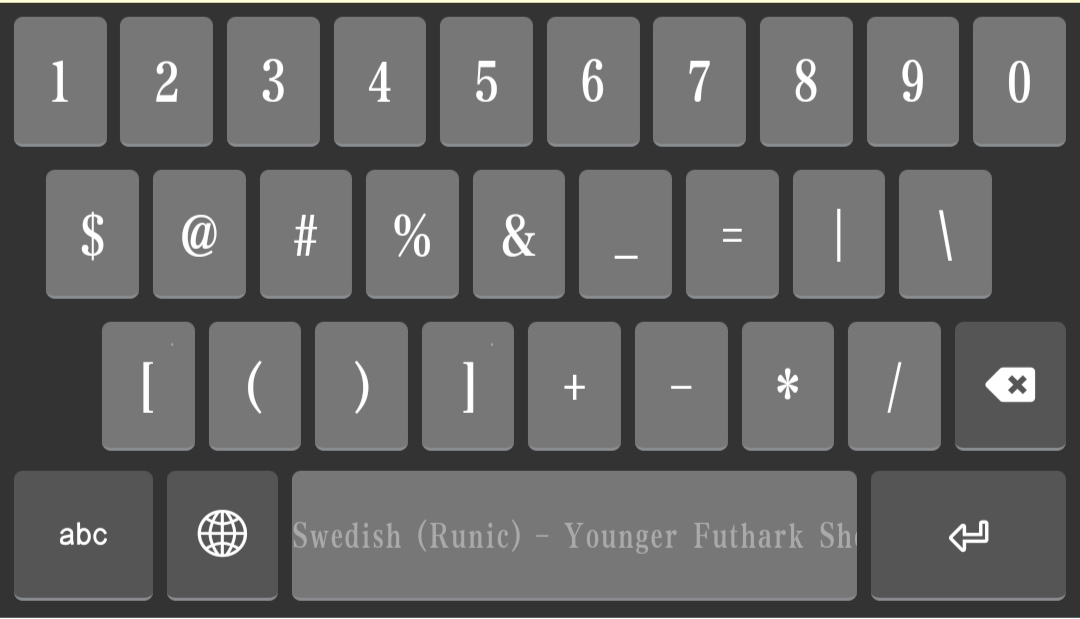 1 2 3 4 5 6 7 8 9 0
$ @ # % & _ = | \
[ ( ) ] + − * /
abc Swedish (Runic) − Younger Futhark